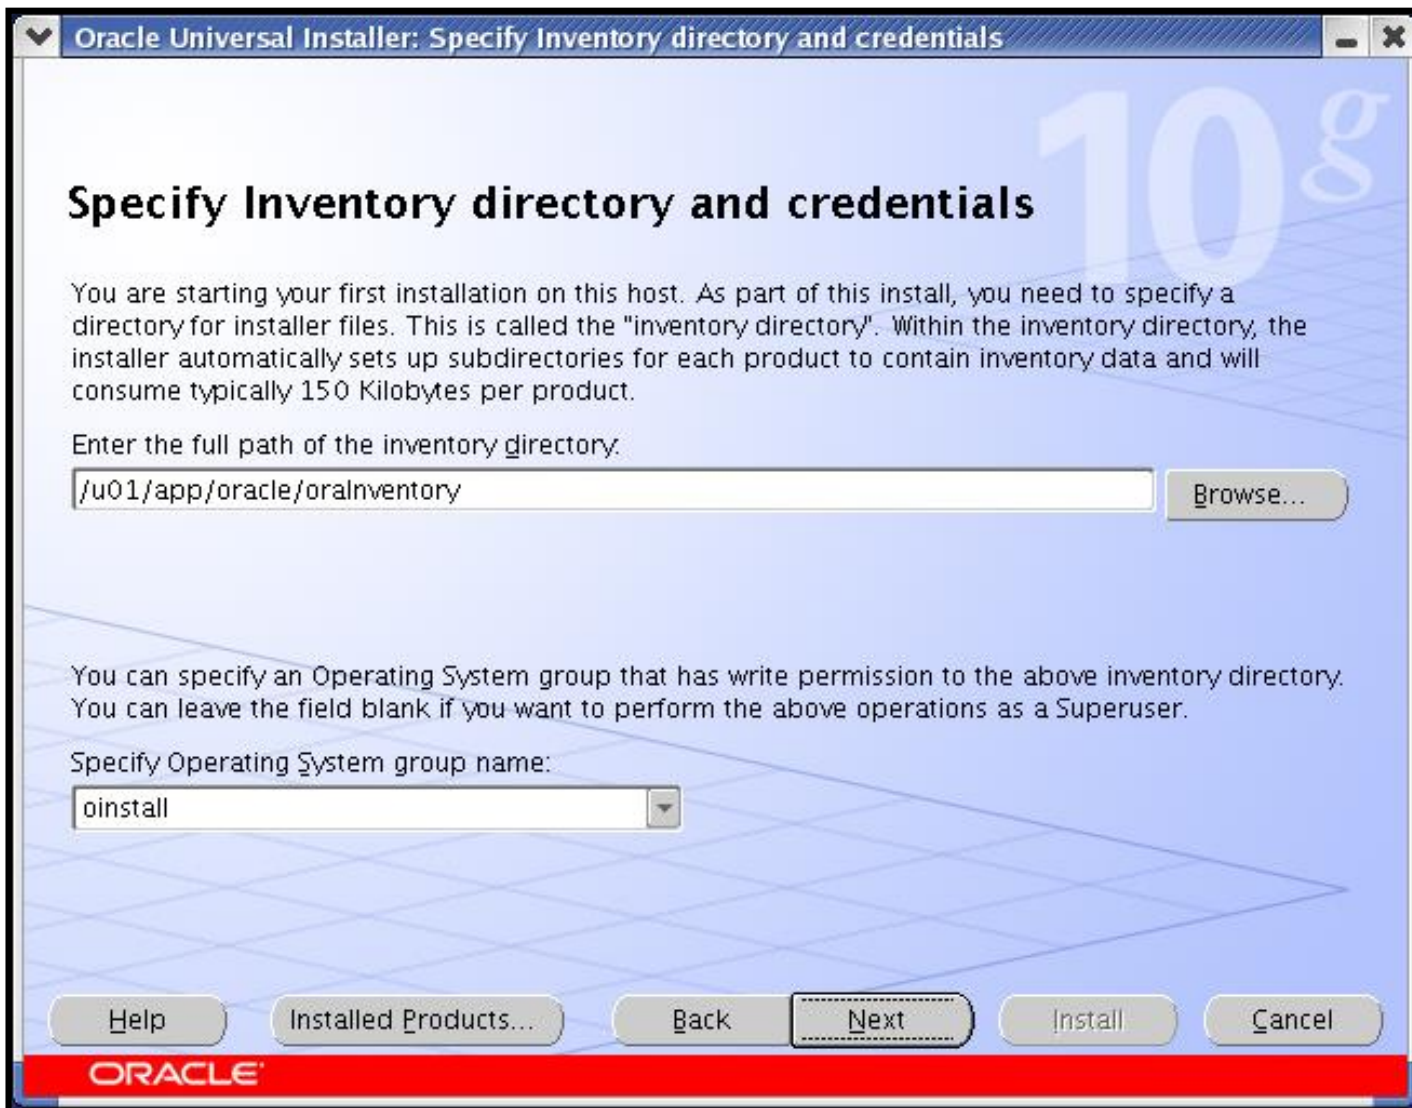 Oracle Universal Installer: Specify Inventory directory and credentials
10g
Specify Inventory directory and credentials
You are starting your first installation on this host. As part of this install, you need to specify a
directory for installer files. This is called the "inventory directory". Within the inventory directory, the
installer automatically sets up subdirectories for each product to contain inventory data and will
consume typically 150 Kilobytes per product.
Enter the full path of the inventory directory:
/u01/app/oracle/oraInventory
Browse...
You can specify an Operating System group that has write permission to the above inventory directory.
You can leave the field blank if you want to perform the above operations as a Superuser.
Specify Operating System group name:
oinstall
Help Installed Products... Back Next Install Cancel
ORACLE